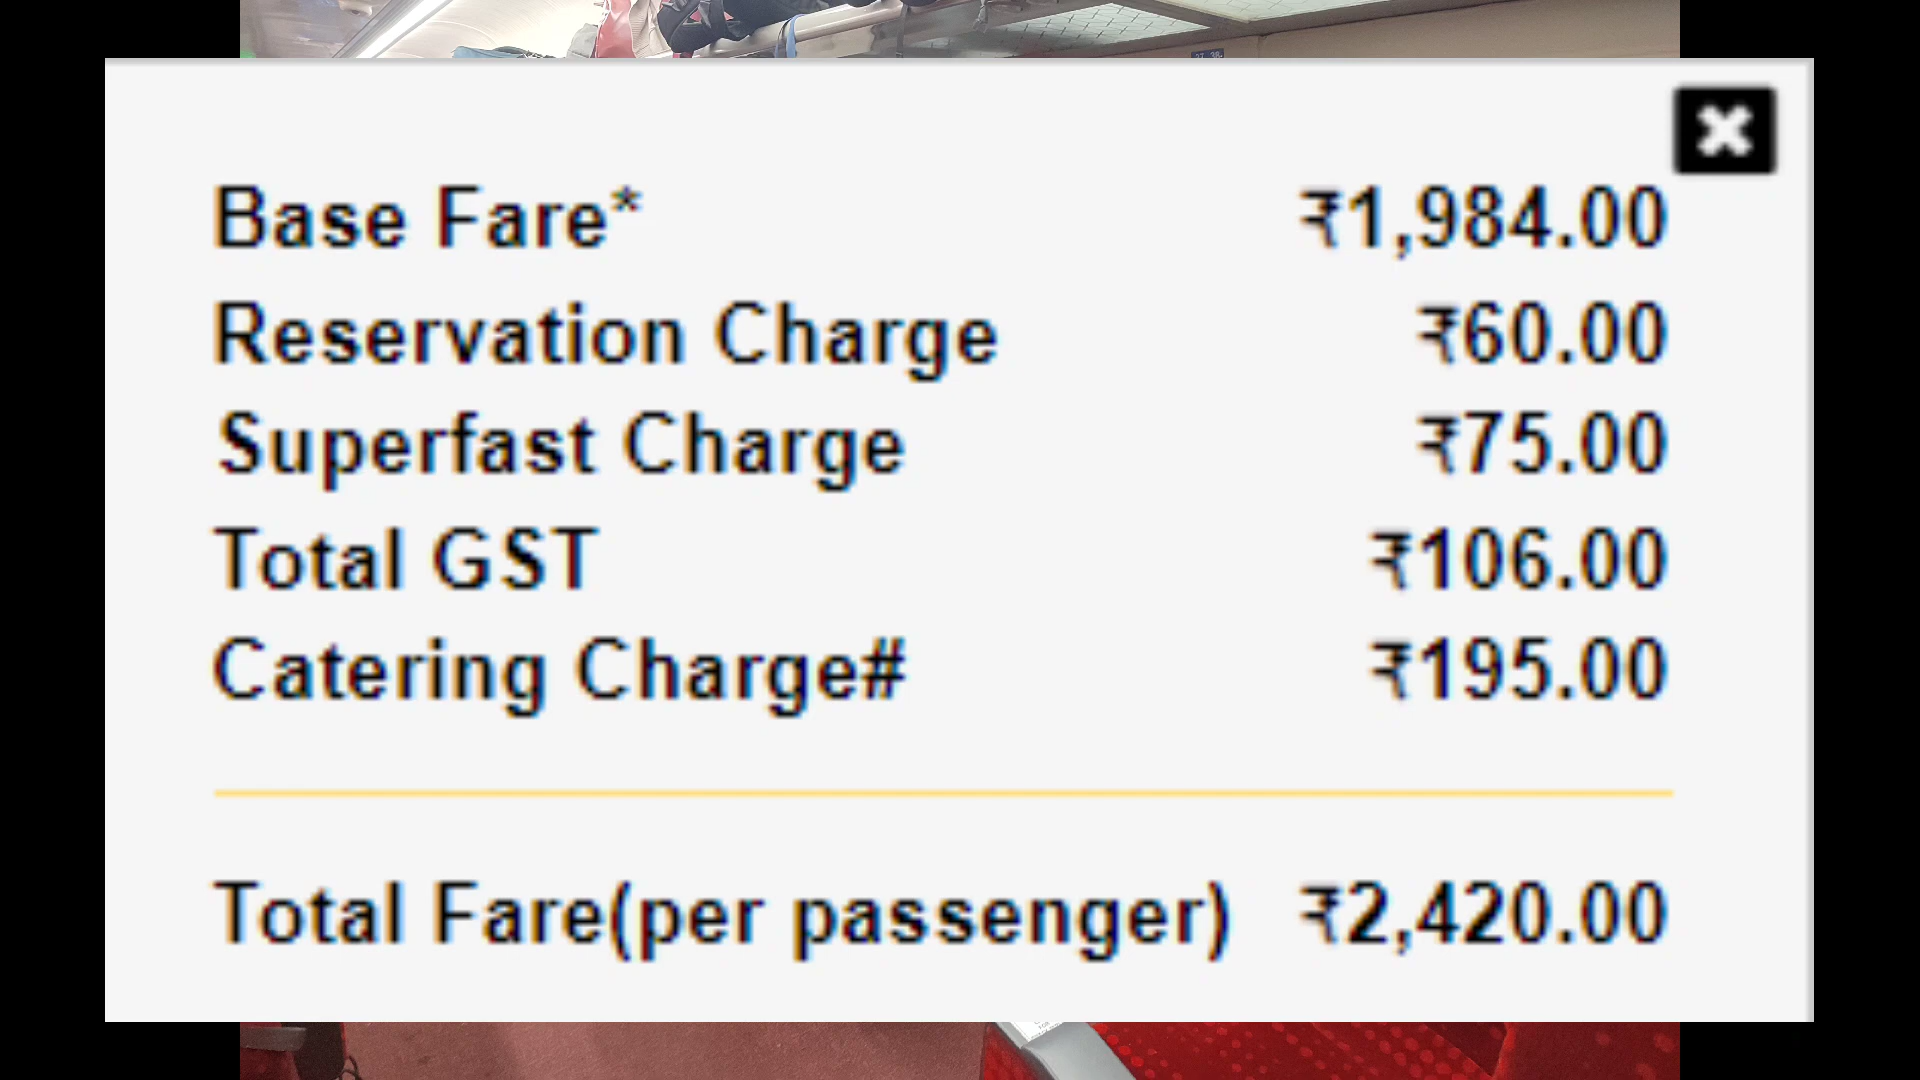 Base Fare* ₹1,984.00
Reservation Charge ₹60.00
Superfast Charge ₹75.00
Total GST ₹106.00
Catering Charge# ₹195.00
Total Fare(per passenger) ₹2,420.00